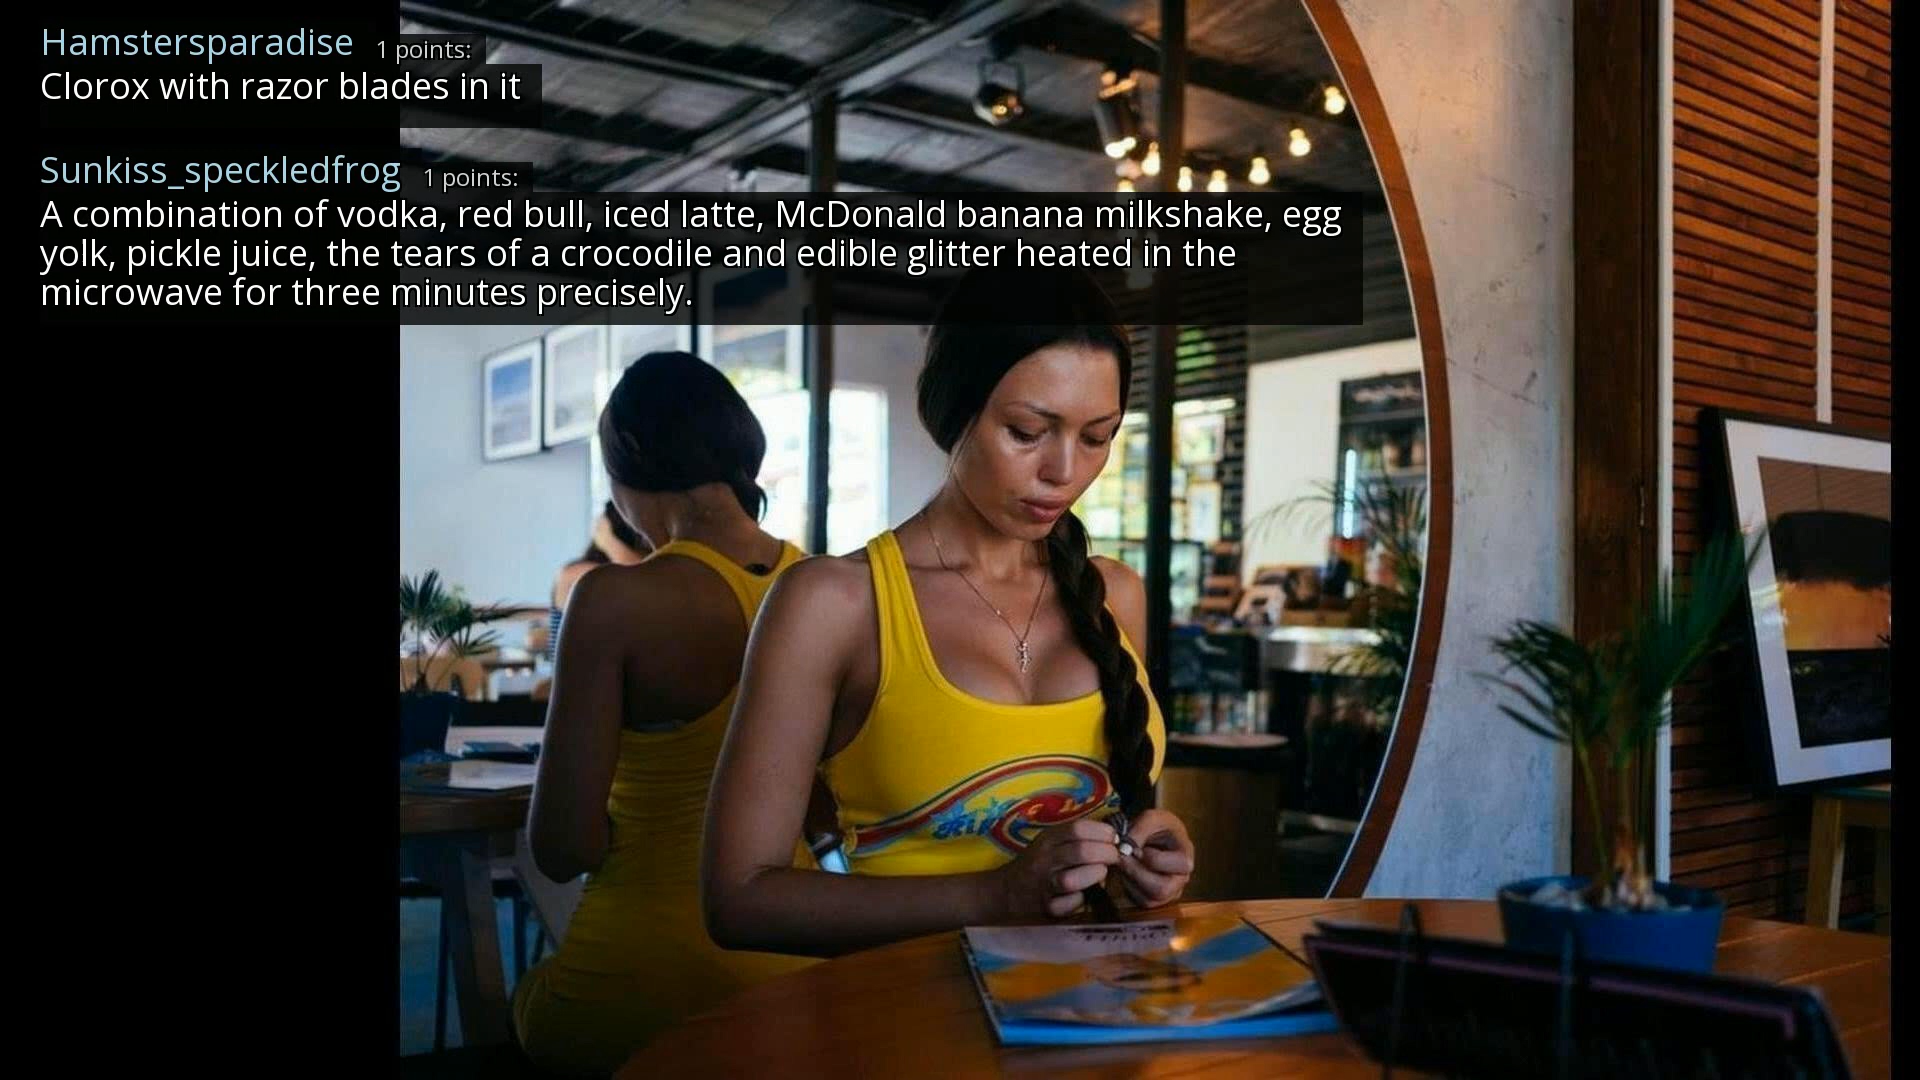 Hamstersparadise 1 points:
Clorox with razor blades in it
Sunkiss_speckledfrog 1 points:
A combination of vodka, red bull, iced latte, McDonald banana milkshake, egg
yolk, pickle juice, the tears of a crocodile and edible glitter heated in the
microwave for three minutes precisely.